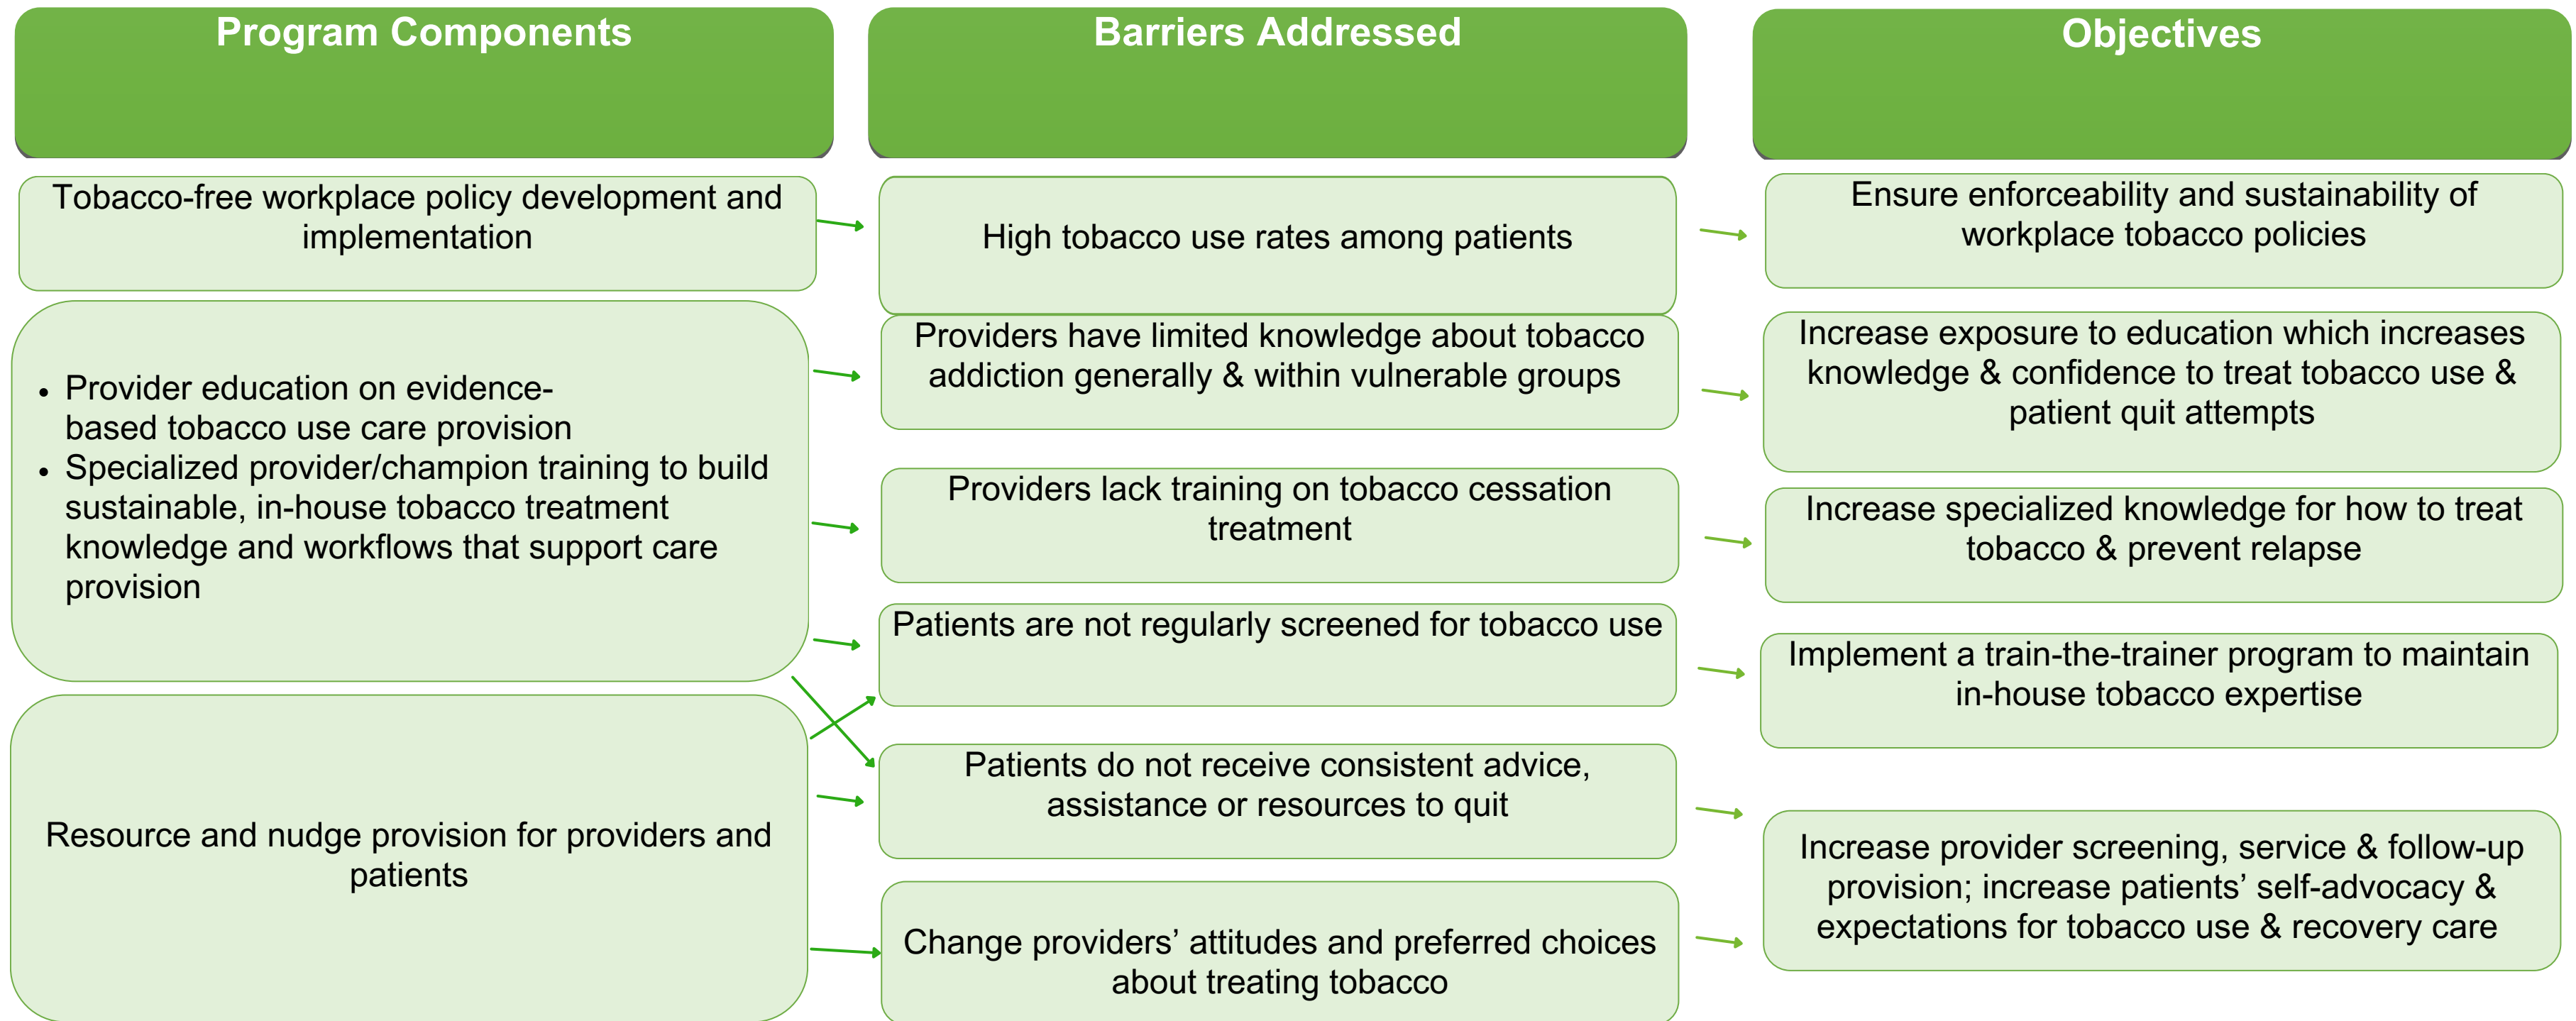 Program Components
Barriers Addressed
Objectives
Tobacco-free workplace policy development and
implementation
• Provider education on evidence-
based tobacco use care provision
• Specialized provider/champion training to build
sustainable, in-house tobacco treatment
knowledge and workflows that support care
provision
Resource and nudge provision for providers and
patients
High tobacco use rates among patients
Providers have limited knowledge about tobacco
addiction generally & within vulnerable groups
Providers lack training on tobacco cessation
treatment
Patients are not regularly screened for tobacco use
Patients do not receive consistent advice,
assistance or resources to quit
Change providers’ attitudes and preferred choices
about treating tobacco
Ensure enforceability and sustainability of
workplace tobacco policies
Increase exposure to education which increases
knowledge & confidence to treat tobacco use &
patient quit attempts
Increase specialized knowledge for how to treat
tobacco & prevent relapse
Implement a train-the-trainer program to maintain
in-house tobacco expertise
Increase provider screening, service & follow-up
provision; increase patients’ self-advocacy &
expectations for tobacco use & recovery care